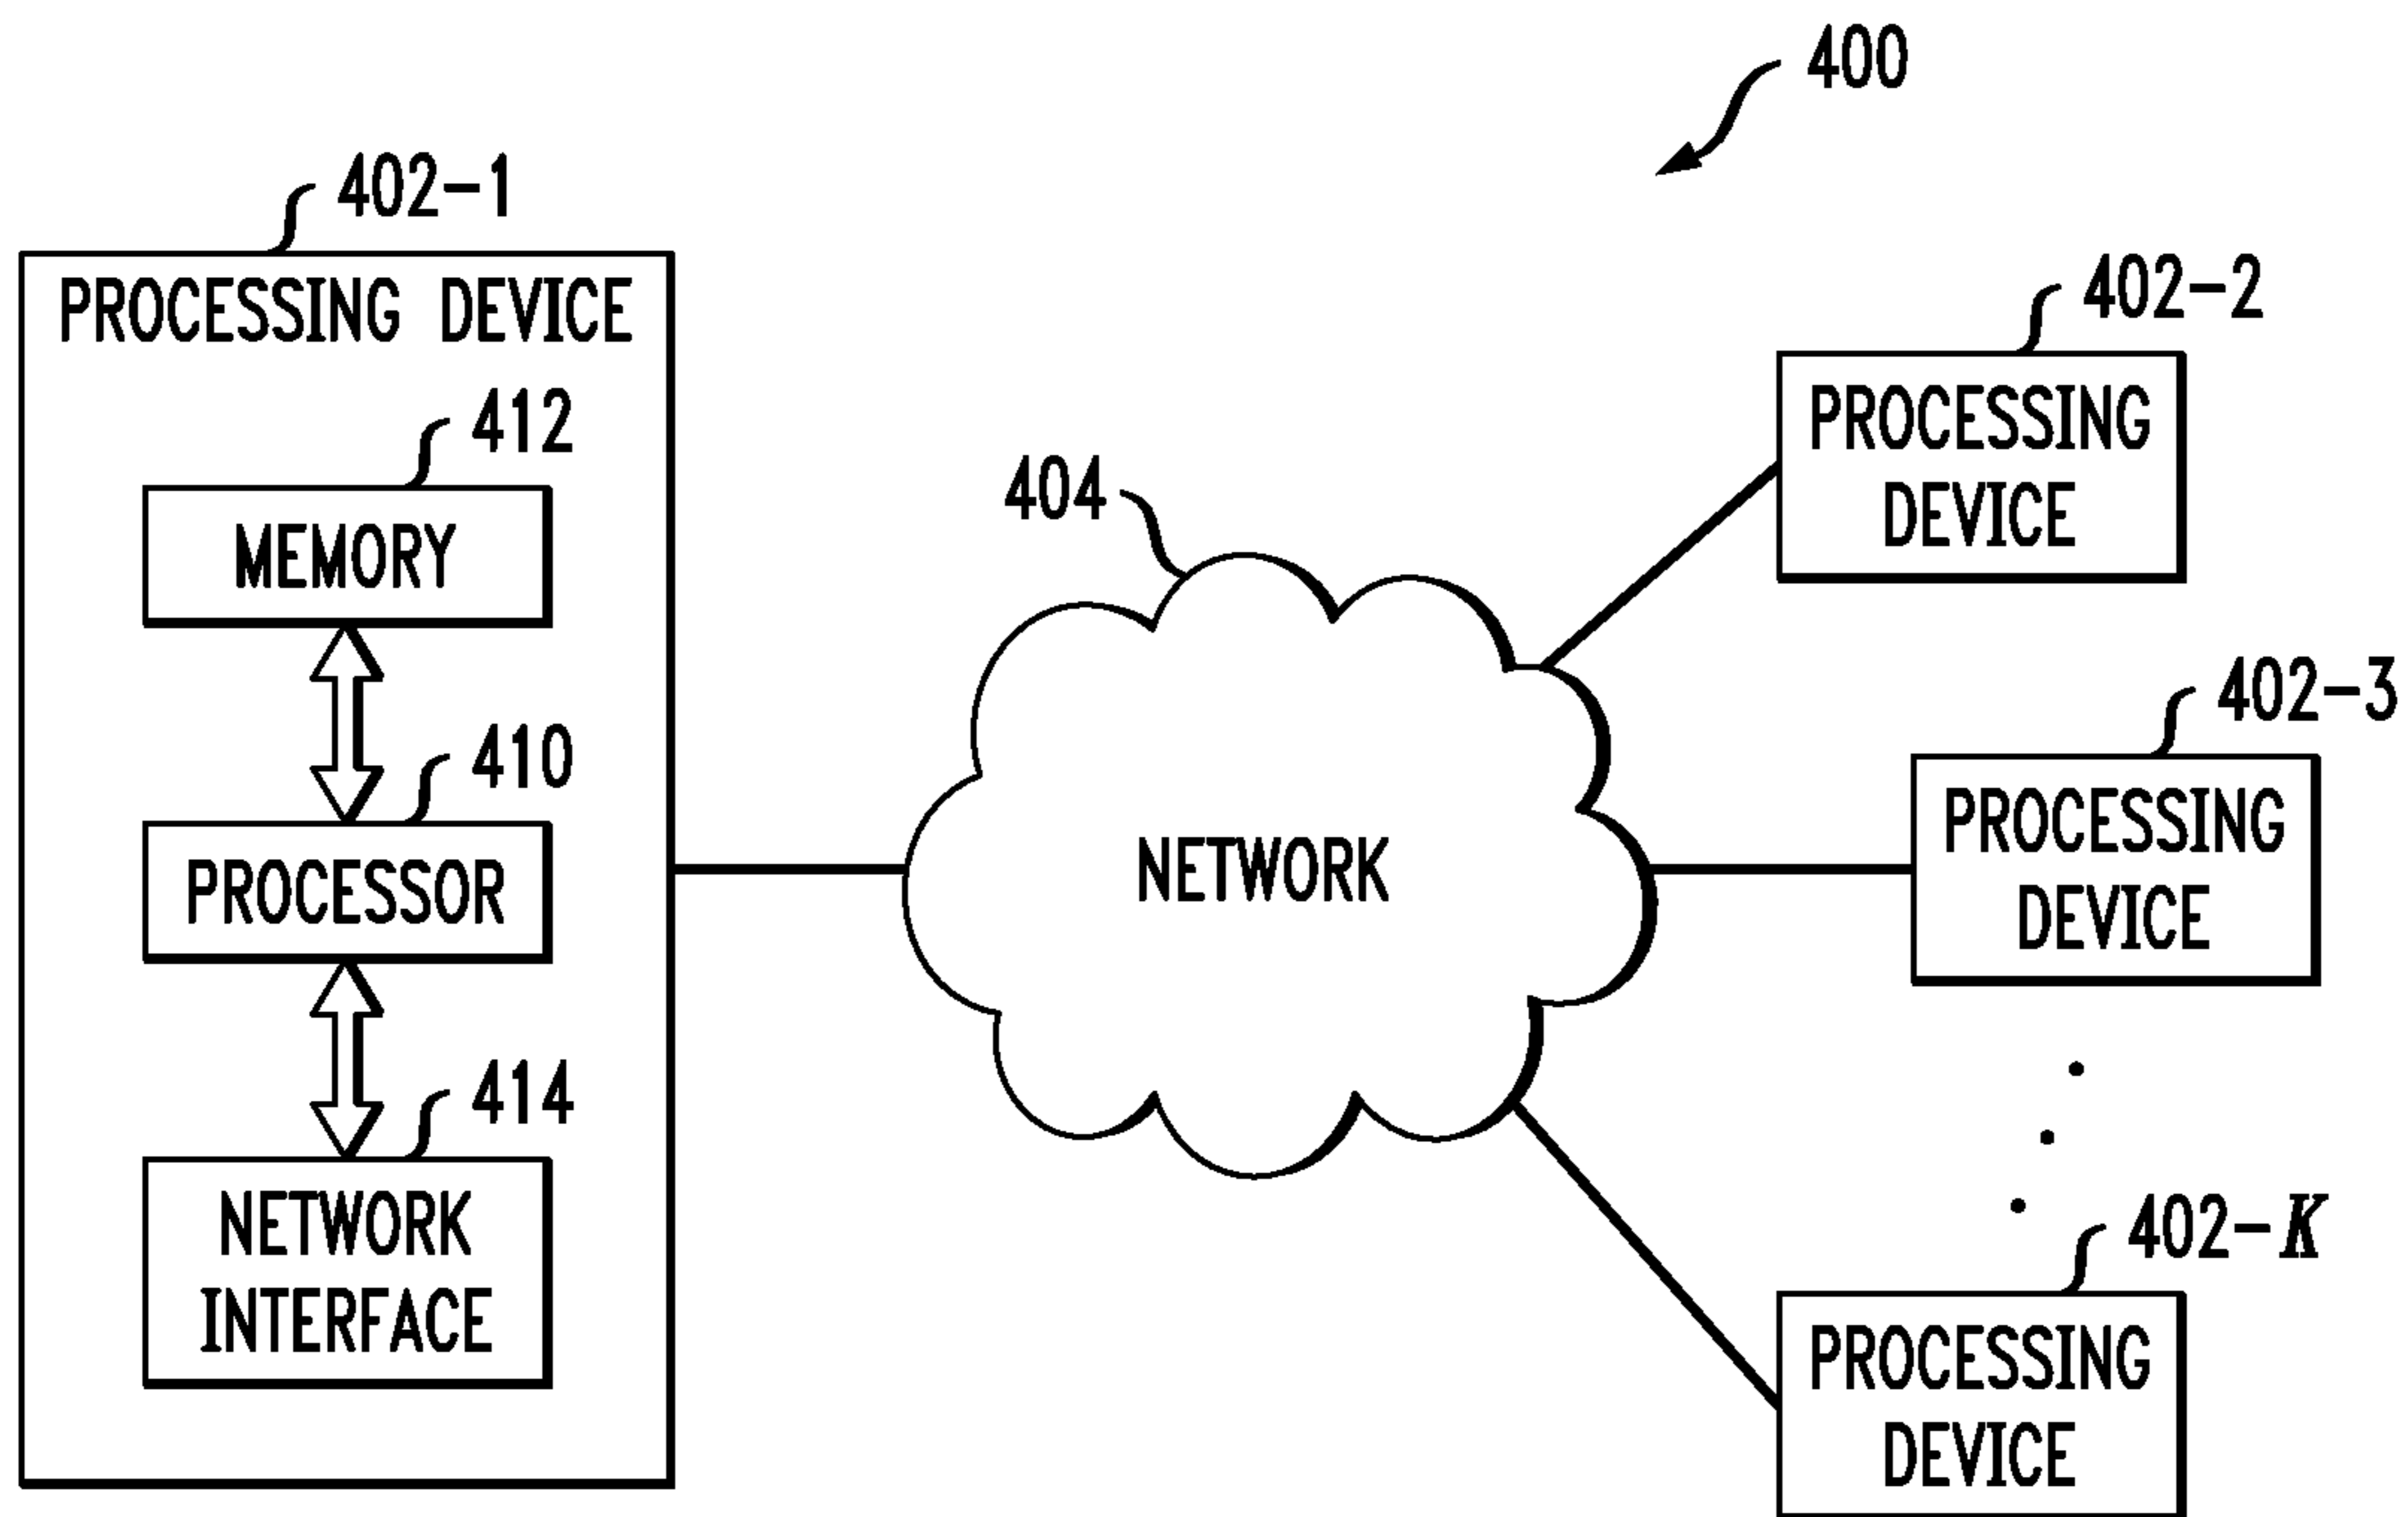 400
402-1
PROCESSING DEVICE
412
MEMORY
410
PROCESSOR
414
NETWORK
INTERFACE
404
NETWORK
402-2
PROCESSING
DEVICE
402-3
PROCESSING
DEVICE
402-K
PROCESSING
DEVICE